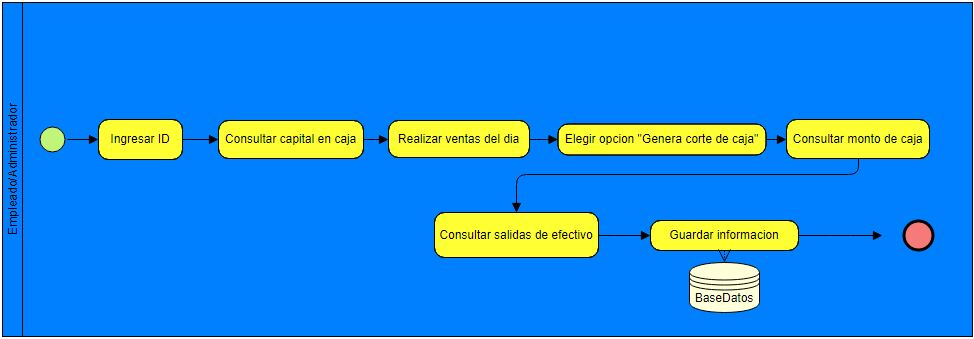 Empleado/Administrador
Ingresar ID
Consultar capital en caja
Realizar ventas del dia
Elegir opcion "Genera corte de caja"
Consultar monto de caja
Consultar salidas de efectivo
Guardar informacion
BaseDatos